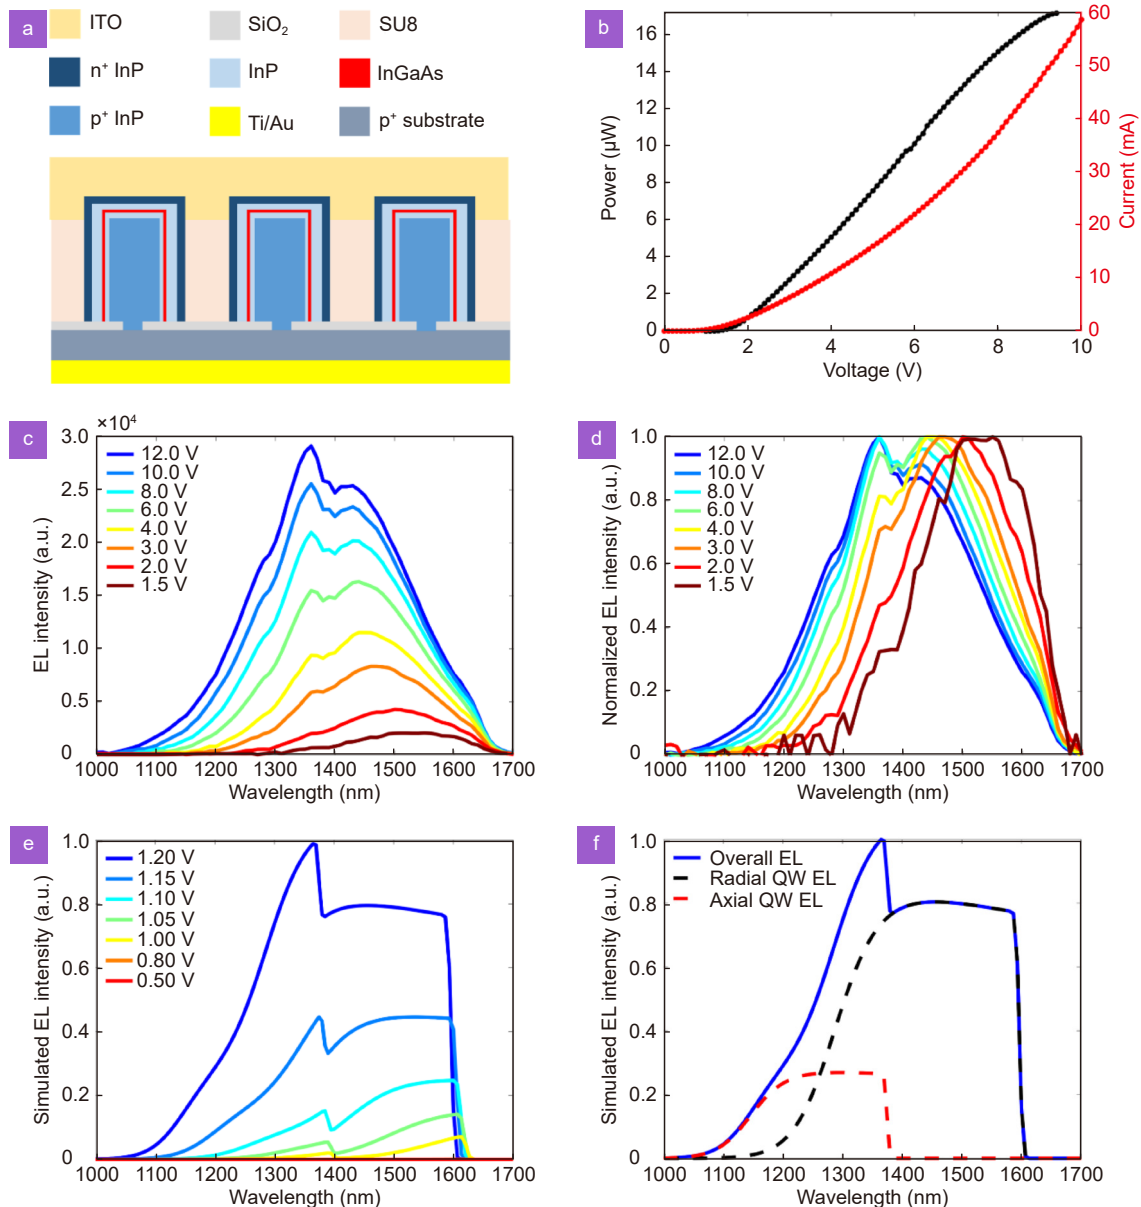 a
ITO
SiO₂
SU8
n⁺ InP
InP
InGaAs
p⁺ InP
Ti/Au
p⁺ substrate
b
16
14
12
10
8
6
4
2
0
Power (μW)
60
50
40
30
20
10
0
Current (mA)
0 2 4 6 8 10
Voltage (V)
c
×10⁴
3.0
2.5
2.0
1.5
1.0
0.5
0
EL intensity (a.u.)
12.0 V
10.0 V
8.0 V
6.0 V
4.0 V
3.0 V
2.0 V
1.5 V
1000 1100 1200 1300 1400 1500 1600 1700
Wavelength (nm)
d
1.0
0.8
0.6
0.4
0.2
0
Normalized EL intensity (a.u.)
12.0 V
10.0 V
8.0 V
6.0 V
4.0 V
3.0 V
2.0 V
1.5 V
1000 1100 1200 1300 1400 1500 1600 1700
Wavelength (nm)
e
1.0
0.8
0.6
0.4
0.2
0
Simulated EL intensity (a.u.)
1.20 V
1.15 V
1.10 V
1.05 V
1.00 V
0.80 V
0.50 V
1000 1100 1200 1300 1400 1500 1600 1700
Wavelength (nm)
f
1.0
0.8
0.6
0.4
0.2
0
Simulated EL intensity (a.u.)
Overall EL
Radial QW EL
Axial QW EL
1000 1100 1200 1300 1400 1500 1600 1700
Wavelength (nm)